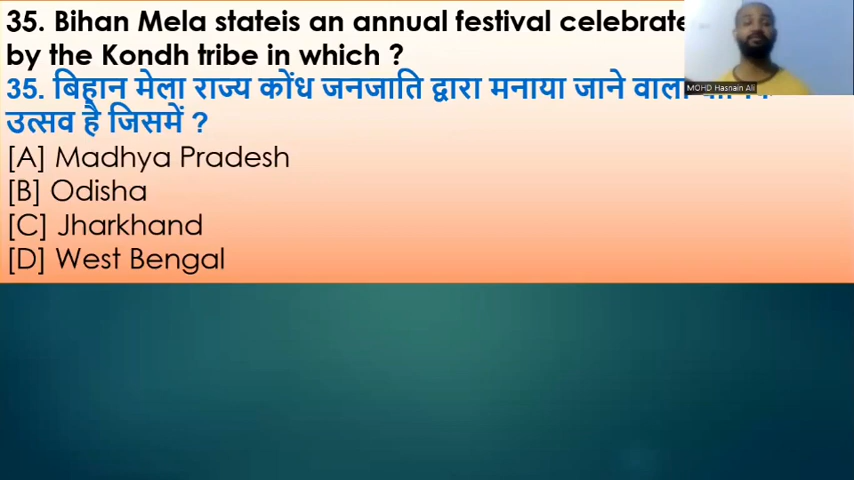 35. Bihan Mela stateis an annual festival celebrate
by the Kondh tribe in which ?
MOHD Hasnain Ali
35. बिहान मेला राज्य कोंध जनजाति द्वारा मनाया जाने वाला
उत्सव है जिसमें ?
[A] Madhya Pradesh
[B] Odisha
[C] Jharkhand
[D] West Bengal